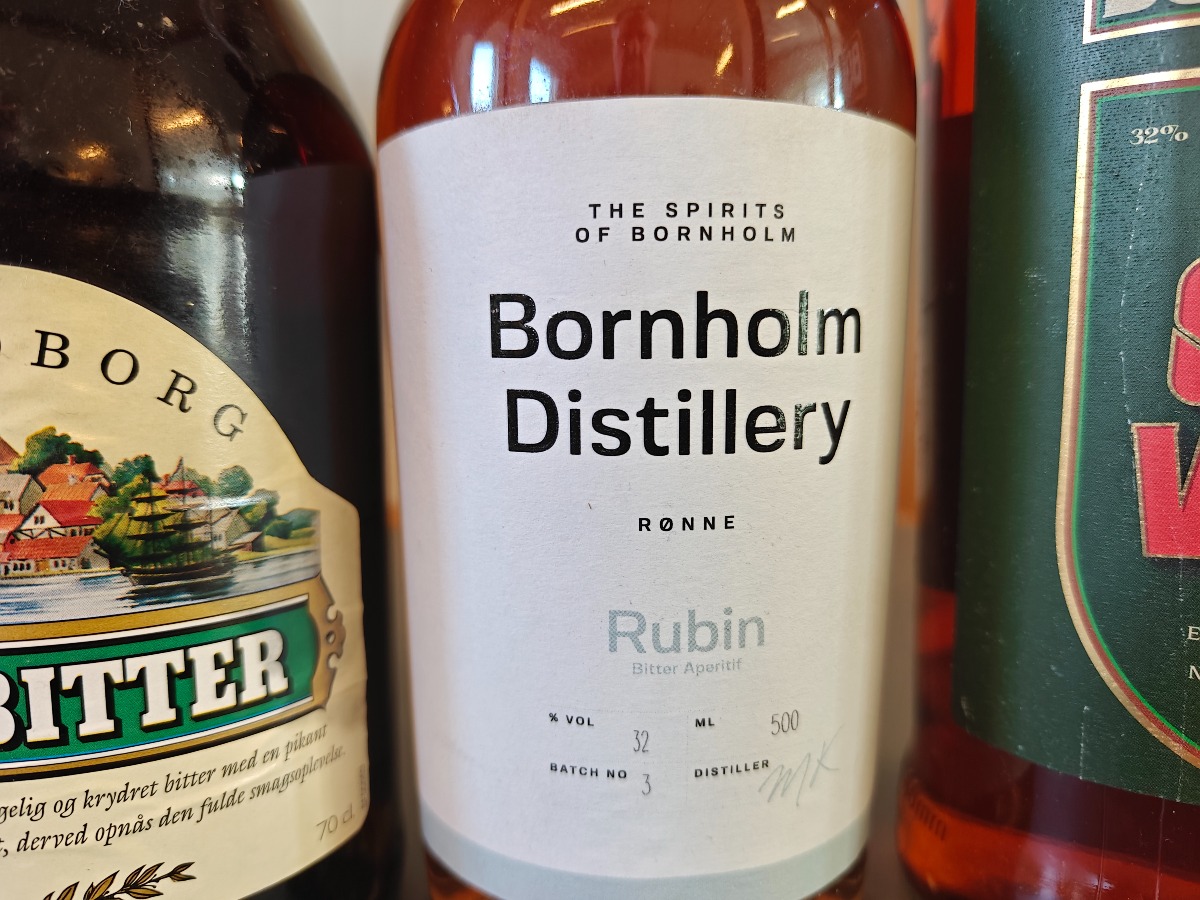 BORG
BITTER
gelig og krydret bitter med en pikant
derved opnås den fulde smagsoplevelse.
70 cl
THE SPIRITS
OF BORNHOLM
Bornholm
Distillery
RØNNE
Rubin
Bitter Aperitif
% VOL 32 ML 500
BATCH NO 3 DISTILLER MK
32%